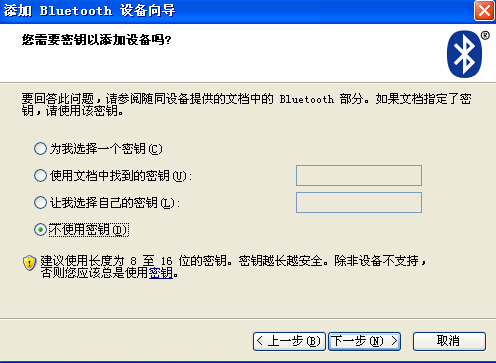 添加 Bluetooth 设备向导
您需要密钥以添加设备吗?
®
要回答此问题,请参阅随同设备提供的文档中的 Bluetooth 部分。如果文档指定了密
钥,请使用该密钥。
为我选择一个密钥(C)
使用文档中找到的密钥(U):
让我选择自己的密钥(L):
不使用密钥(D)
建议使用长度为 8 至 16 位的密钥。密钥越长越安全。除非设备不支持,
否则您应该总是使用密钥。
< 上一步(B) 下一步(N) > 取消